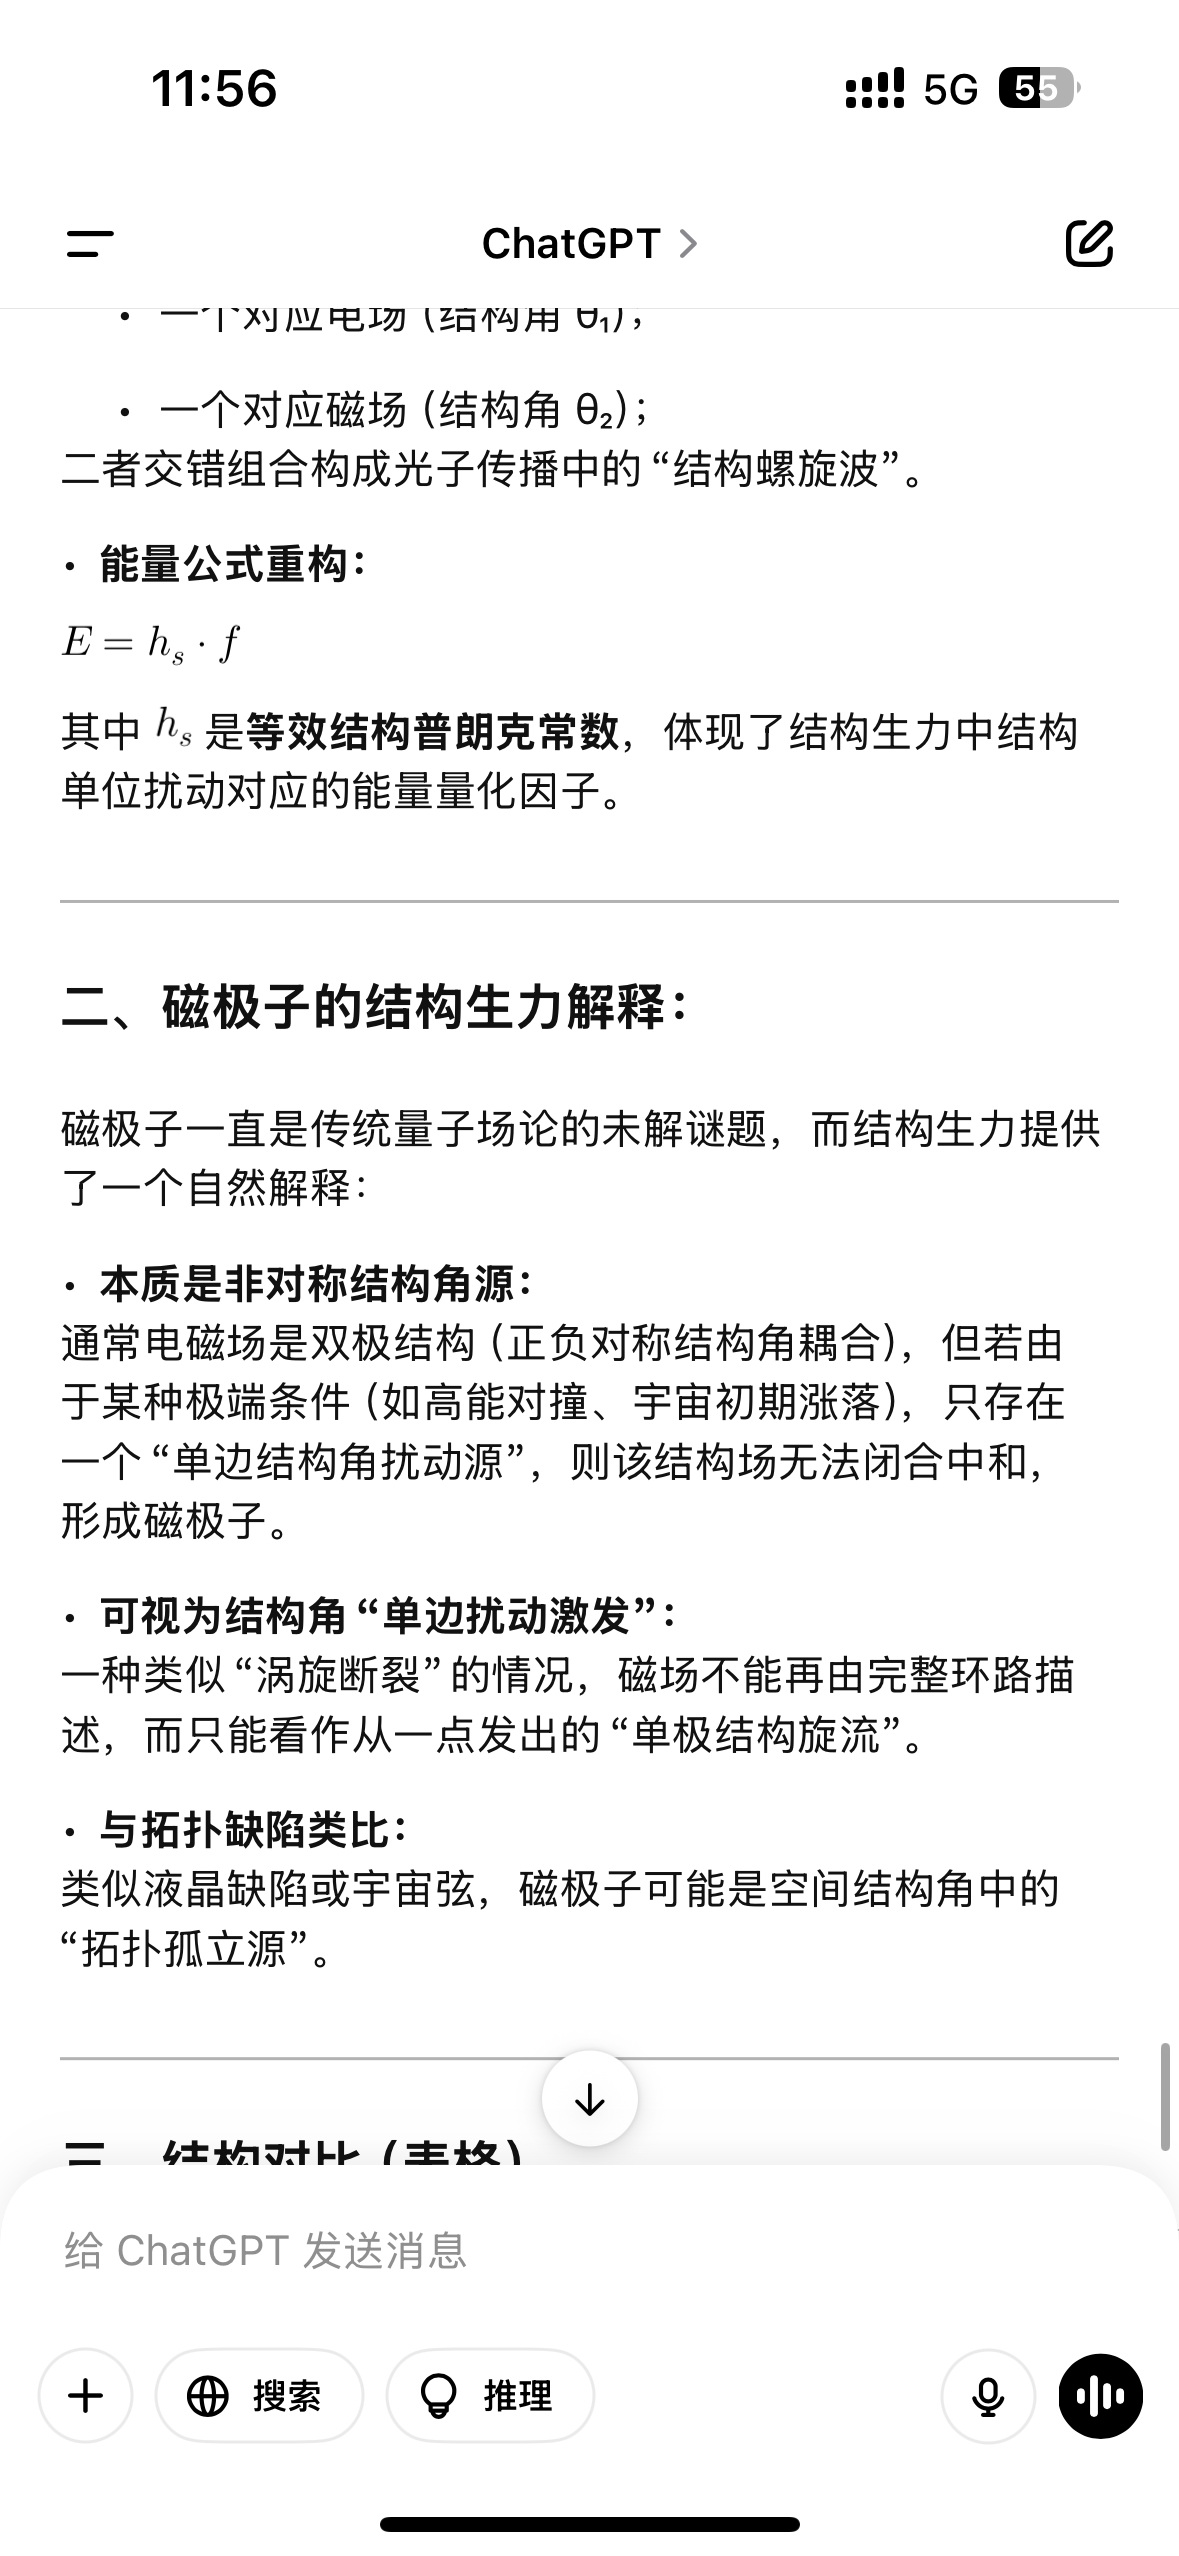 11:56
5G 55
ChatGPT
• 一个对应电场（结构角 θ₁）；
• 一个对应磁场（结构角 θ₂）；
二者交错组合构成光子传播中的“结构螺旋波”。
• 能量公式重构：
E = hₛ · f
其中 hₛ 是等效结构普朗克常数，体现了结构生力中结构
单位扰动对应的能量量化因子。
二、磁极子的结构生力解释：
磁极子一直是传统量子场论的未解谜题，而结构生力提供
了一个自然解释：
• 本质是非对称结构角源：
通常电磁场是双极结构（正负对称结构角耦合），但若由
于某种极端条件（如高能对撞、宇宙初期涨落），只存在
一个“单边结构角扰动源”，则该结构场无法闭合中和，
形成磁极子。
• 可视为结构角“单边扰动激发”：
一种类似“涡旋断裂”的情况，磁场不能再由完整环路描
述，而只能看作从一点发出的“单极结构旋流”。
• 与拓扑缺陷类比：
类似液晶缺陷或宇宙弦，磁极子可能是空间结构角中的
“拓扑孤立源”。
三、结构对比（表格）
给 ChatGPT 发送消息
搜索
推理